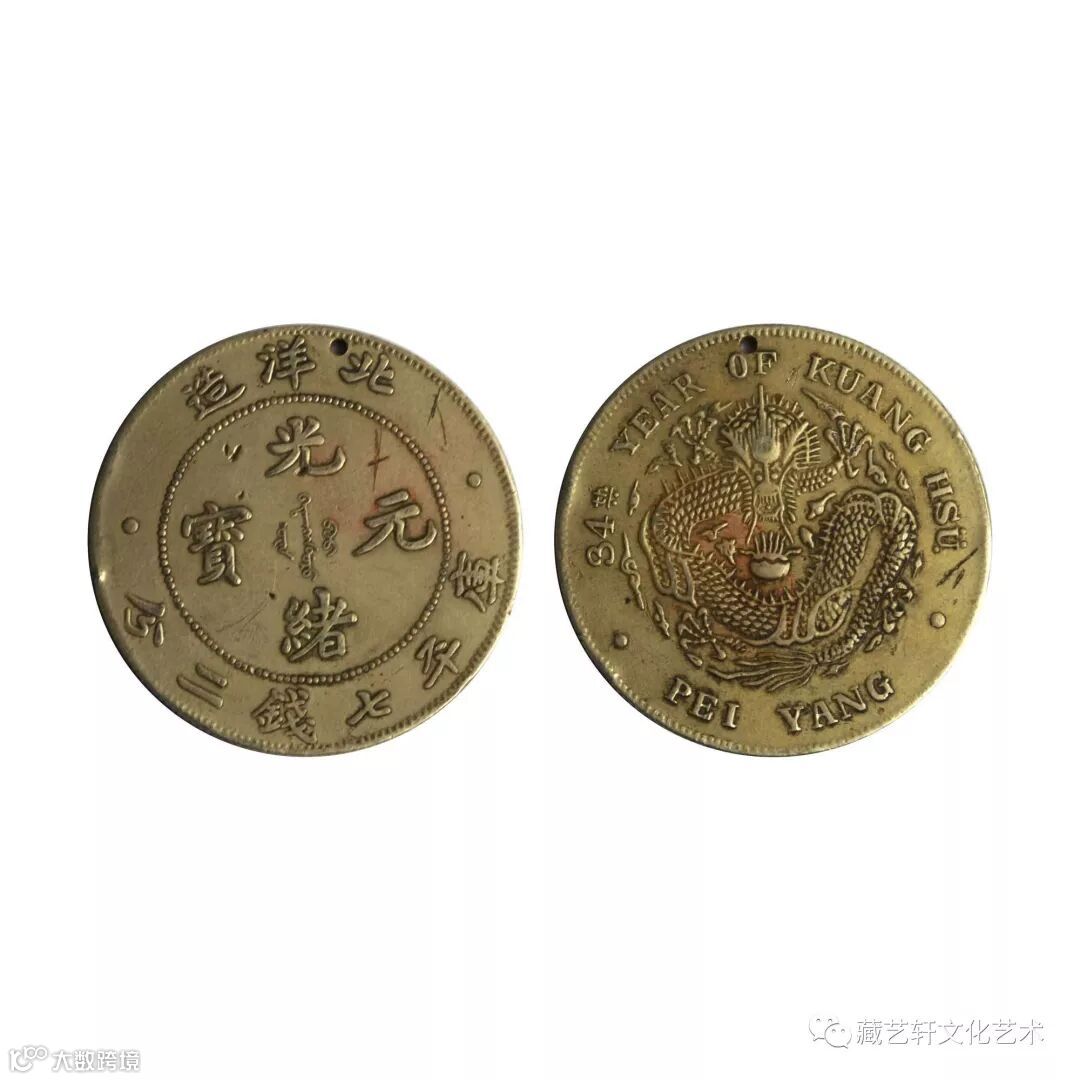 北洋造
光緒元寶
庫平七錢二分
34TH YEAR OF KUANG HSÜ
PEI YANG
藏艺轩文化艺术
大数跨境